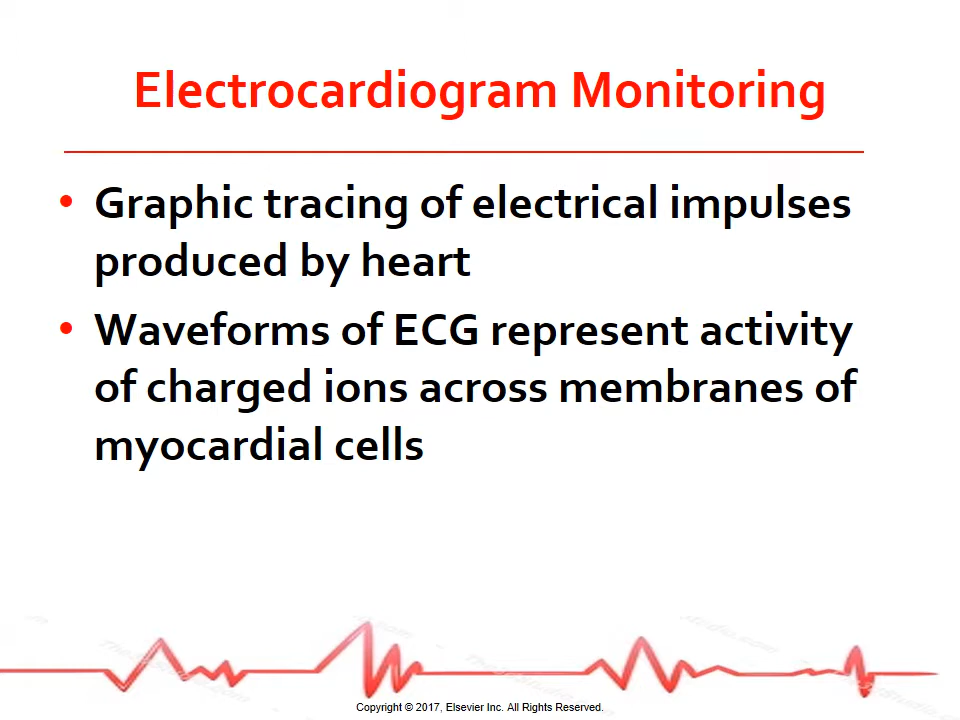 Electrocardiogram Monitoring
• Graphic tracing of electrical impulses
produced by heart
• Waveforms of ECG represent activity
of charged ions across membranes of
myocardial cells
Copyright © 2017, Elsevier Inc. All Rights Reserved.